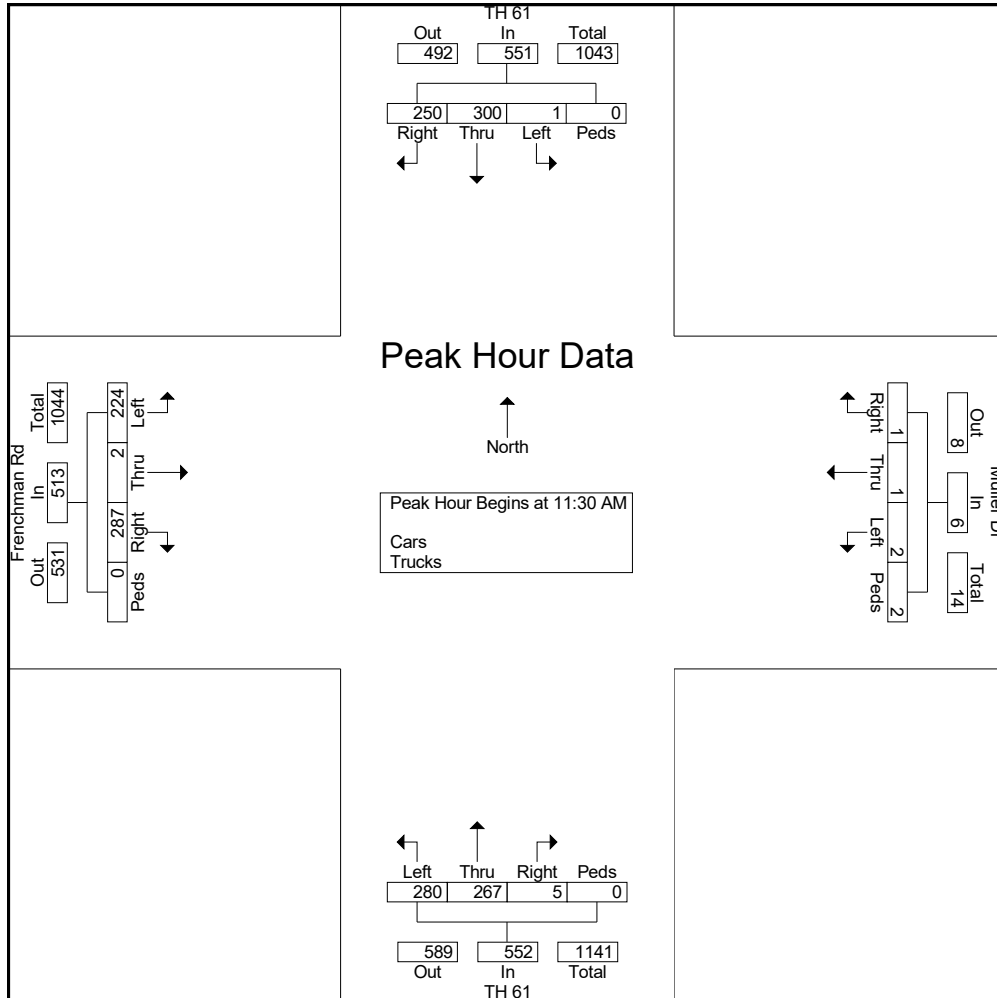 TH 61
Out In Total
492 551 1043
250 300 1 0
Right Thru Left Peds
Peak Hour Data
North
Peak Hour Begins at 11:30 AM
Cars
Trucks
Frenchman Rd
Total In Out
1044 513 531
224 2 287 0
Left Thru Right Peds
Right Thru Left Peds
1 1 2 2
Out In Total
8 6 14
Left Thru Right Peds
280 267 5 0
589 552 1141
Out In Total
TH 61